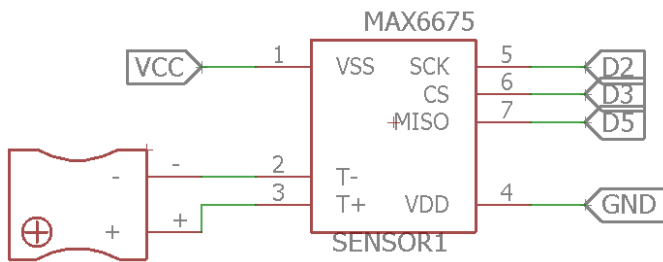 MAX6675
VCC 1 VSS SCK 5 D2
CS 6 D3
MISO 7 D5
- - 2 T-
+ + 3 T+ VDD 4 GND
SENSOR1